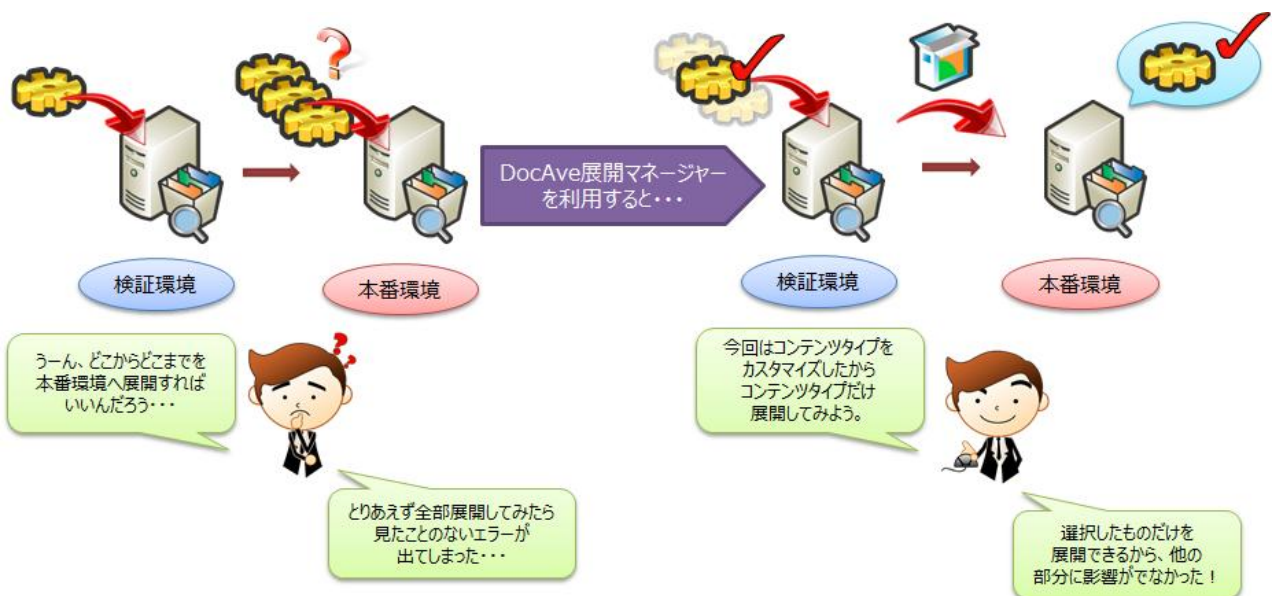 DocAve展開マネージャー
を利用すると・・・
検証環境
本番環境
検証環境
本番環境
うーん、どこからどこまでを
本番環境へ展開すれば
いいんだろう・・・
とりあえず全部展開してみたら
見たことのないエラーが
出てしまった・・・
今回はコンテンツタイプを
カスタマイズしたから
コンテンツタイプだけ
展開してみよう。
選択したものだけを
展開できるから、他の
部分に影響がでなかった！